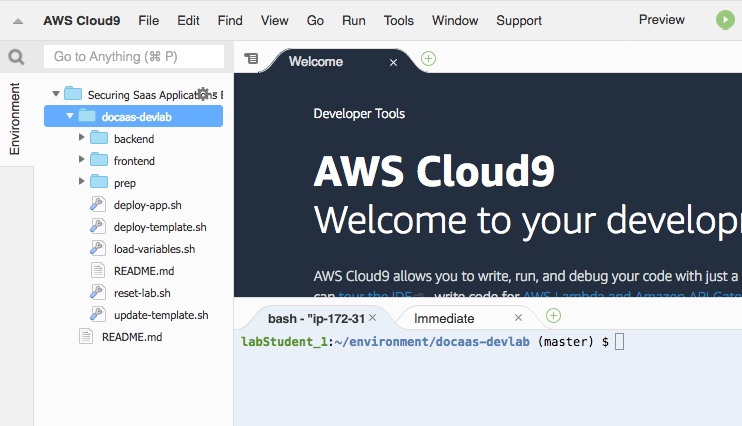 AWS Cloud9 File Edit Find View Go Run Tools Window Support Preview
Go to Anything (⌘ P)
Environment
Securing Saas Applications
docaas-devlab
backend
frontend
prep
deploy-app.sh
deploy-template.sh
load-variables.sh
README.md
reset-lab.sh
update-template.sh
README.md
Welcome
Developer Tools
AWS Cloud9
Welcome to your developm
AWS Cloud9 allows you to write, run, and debug your code with just a
can tour the IDE, write code for AWS Lambda and Amazon API Gate
bash - "ip-172-31 Immediate
labStudent_1:~/environment/docaas-devlab (master) $